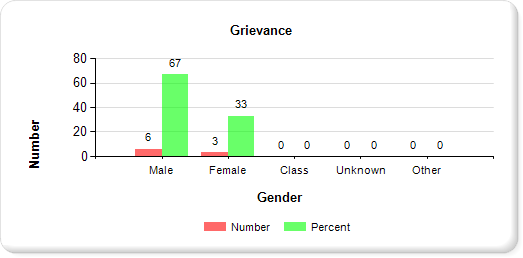 Grievance
80
67
60
40
33
20
6
3
0 0 0 0 0 0
0
Male Female Class Unknown Other
Number
Gender
Number Percent